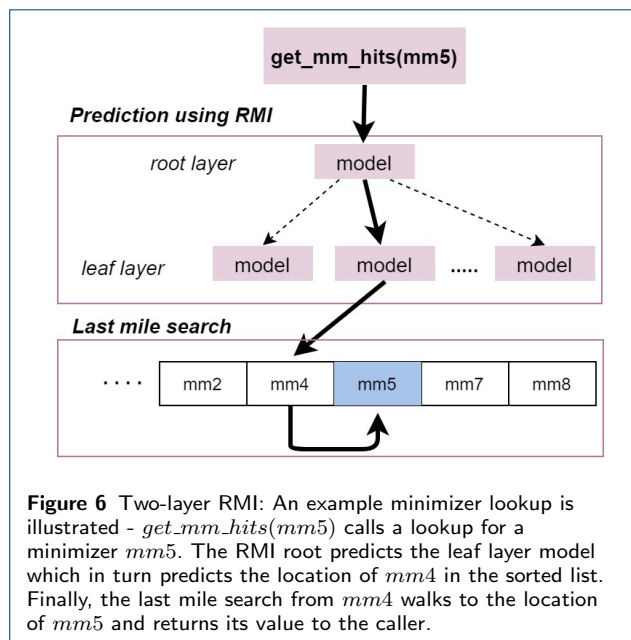 get_mm_hits(mm5)
Prediction using RMI
root layer
model
leaf layer
model
model
.....
model
Last mile search
. . . .
mm2
mm4
mm5
mm7
mm8
Figure 6 Two-layer RMI: An example minimizer lookup is
illustrated - get_mm_hits(mm5) calls a lookup for a
minimizer mm5. The RMI root predicts the leaf layer model
which in turn predicts the location of mm4 in the sorted list.
Finally, the last mile search from mm4 walks to the location
of mm5 and returns its value to the caller.